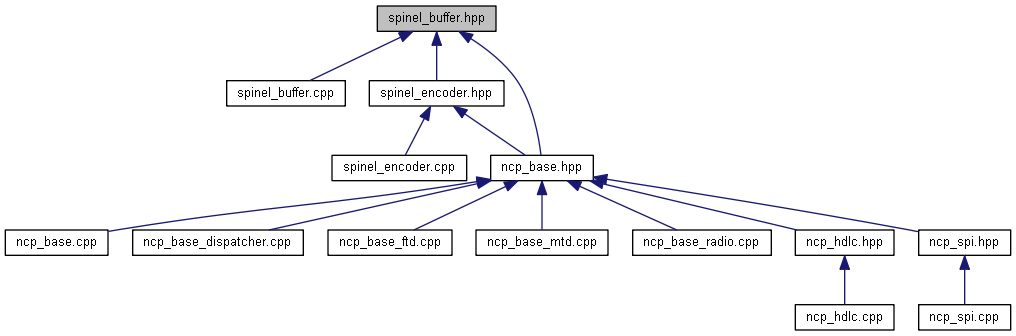 spinel_buffer.hpp
spinel_buffer.cpp
spinel_encoder.hpp
spinel_encoder.cpp
ncp_base.hpp
ncp_base.cpp
ncp_base_dispatcher.cpp
ncp_base_ftd.cpp
ncp_base_mtd.cpp
ncp_base_radio.cpp
ncp_hdlc.hpp
ncp_spi.hpp
ncp_hdlc.cpp
ncp_spi.cpp